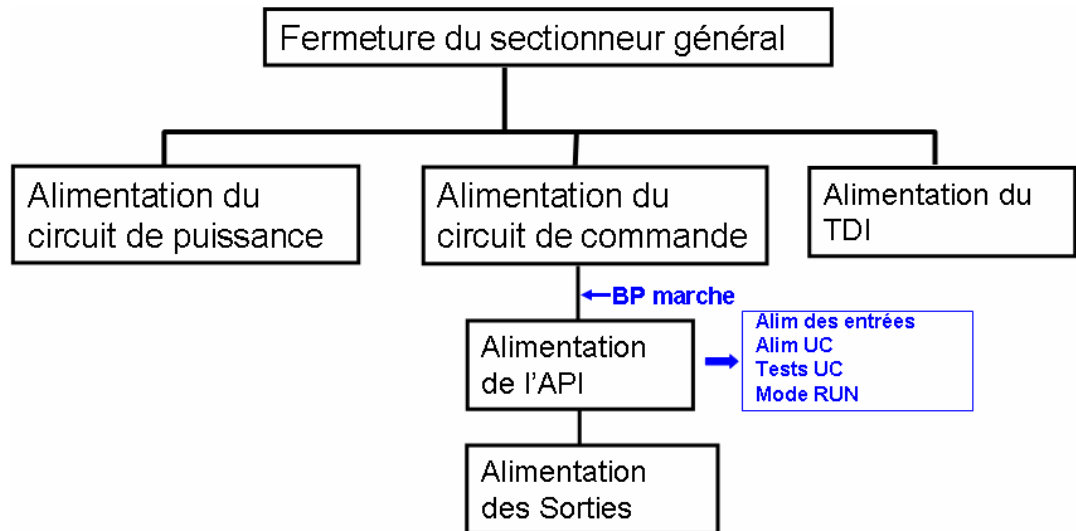 Fermeture du sectionneur général
Alimentation du
circuit de puissance
Alimentation du
circuit de commande
Alimentation du
TDI
BP marche
Alimentation
de l'API
Alim des entrées
Alim UC
Tests UC
Mode RUN
Alimentation
des Sorties